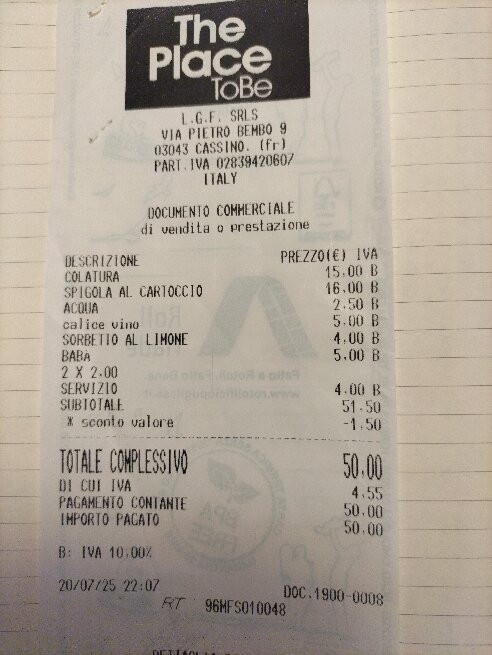 The
Place
ToBe
L.G.F. SRLS
VIA PIETRO BEMBO 9
03043 CASSINO. (fr)
PART.IVA 02839420607
ITALY
DOCUMENTO COMMERCIALE
di vendita o prestazione
DESCRIZIONE PREZZO(€) IVA
COLATURA 15.00 B
SPIGOLA AL CARTOCCIO 16.00 B
ACQUA 2.50 B
calice vino 5.00 B
SORBETTO AL LIMONE 4.00 B
BABA 5.00 B
2 X 2.00
SERVIZIO 4.00 B
SUBTOTALE 51.50
* sconto valore -1.50
TOTALE COMPLESSIVO 50.00
DI CUI IVA 4.55
PAGAMENTO CONTANTE 50.00
IMPORTO PAGATO 50.00
B: IVA 10,00%
20/07/25 22:07 DOC.1900-0008
RT 96MFS010048